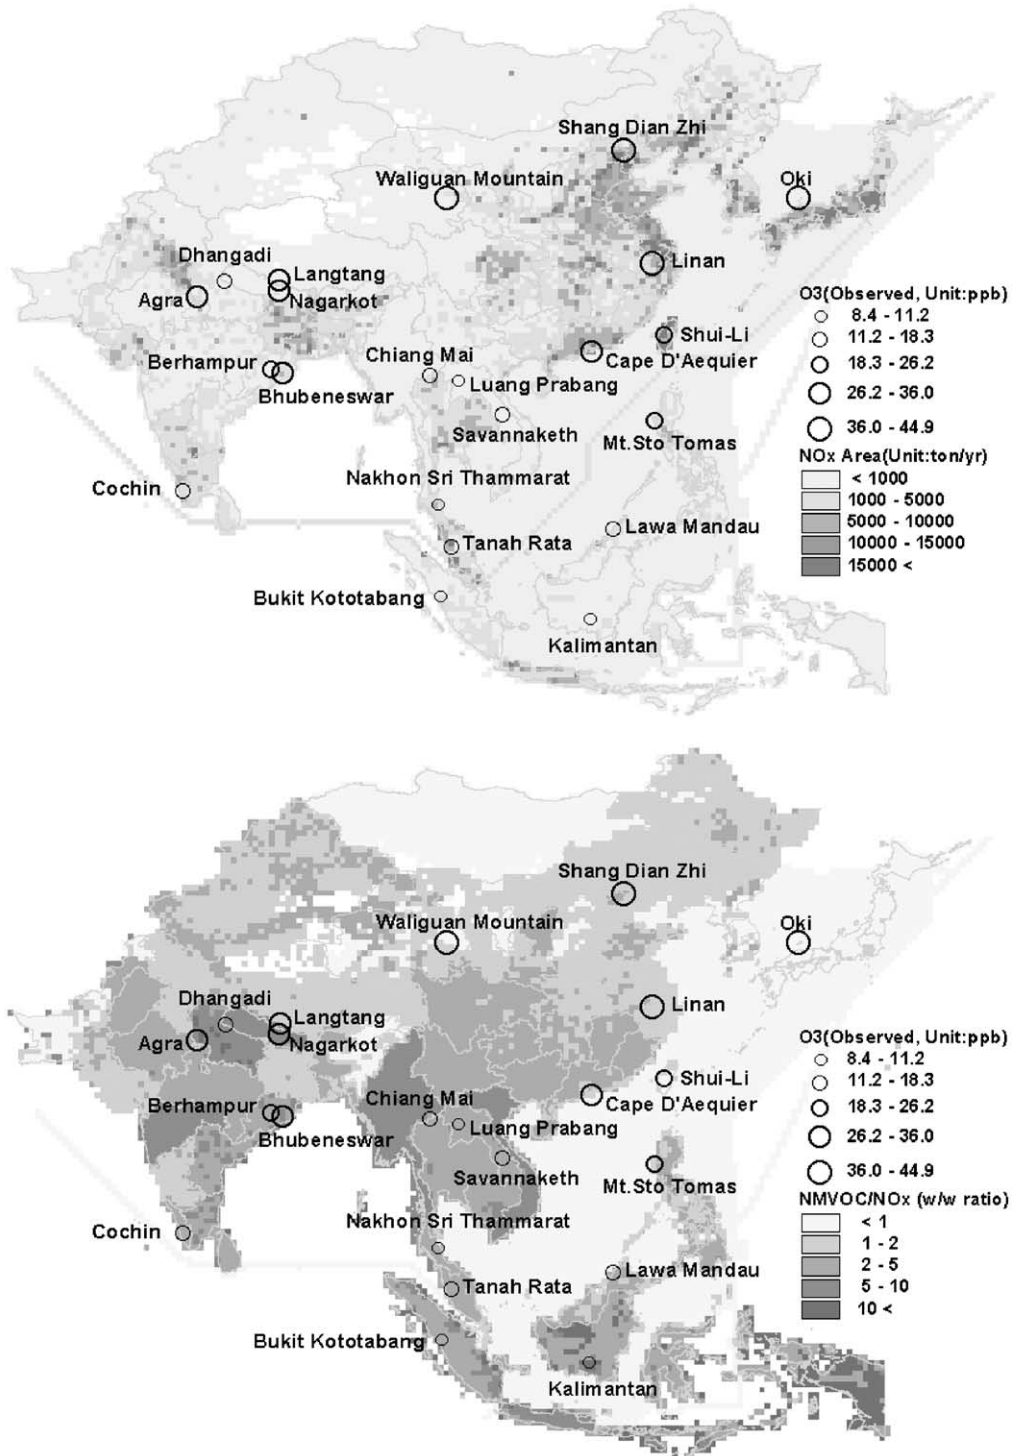 Shang Dian Zhi
Waliguan Mountain
Oki
Dhangadi
Langtang
Linan
Agra
Nagarkot
O3(Observed, Unit:ppb)
8.4 - 11.2
11.2 - 18.3
18.3 - 26.2
26.2 - 36.0
36.0 - 44.9
Shui-Li
Berhampur
Chiang Mai
Cape D'Aequier
Bhubeneswar
Luang Prabang
Savannaketh
Mt.Sto Tomas
NOx Area(Unit:ton/yr)
< 1000
1000 - 5000
5000 - 10000
10000 - 15000
15000 <
Cochin
Nakhon Sri Thammarat
Lawa Mandau
Tanah Rata
Bukit Kototabang
Kalimantan
Shang Dian Zhi
Waliguan Mountain
Oki
Dhangadi
Langtang
Linan
Agra
Nagarkot
O3(Observed, Unit:ppb)
8.4 - 11.2
11.2 - 18.3
18.3 - 26.2
26.2 - 36.0
36.0 - 44.9
Shui-Li
Berhampur
Chiang Mai
Cape D'Aequier
Bhubeneswar
Luang Prabang
Savannaketh
Mt.Sto Tomas
NMVOC/NOx (w/w ratio)
< 1
1 - 2
2 - 5
5 - 10
10 <
Cochin
Nakhon Sri Thammarat
Lawa Mandau
Tanah Rata
Bukit Kototabang
Kalimantan